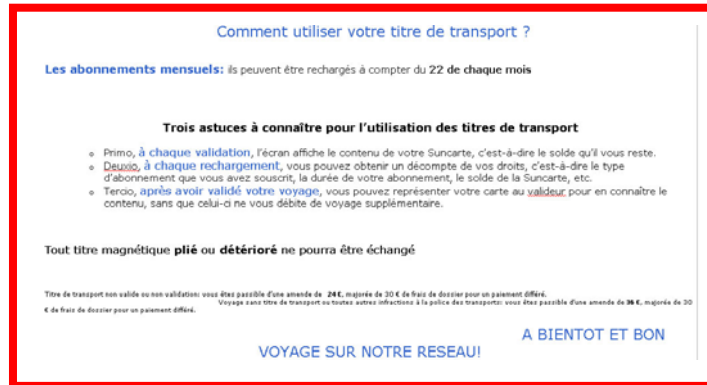 Comment utiliser votre titre de transport ?
Les abonnements mensuels: ils peuvent être rechargés à compter du 22 de chaque mois
Trois astuces à connaître pour l'utilisation des titres de transport
Primo, à chaque validation, l'écran affiche le contenu de votre Suncarte, c'est-à-dire le solde qu'il vous reste.
Deuxio, à chaque rechargement, vous pouvez obtenir un décompte de vos droits, c'est-à-dire le type
d'abonnement que vous avez souscrit, la durée de votre abonnement, le solde de la Suncarte, etc.
Tercio, après avoir validé votre voyage, vous pouvez représenter votre carte au valideur pour en connaître le
contenu, sans que celui-ci ne vous débite de voyage supplémentaire.
Tout titre magnétique plié ou détérioré ne pourra être échangé
Titre de transport non valide ou non validation: vous êtes passible d'une amende de 24 €, majorée de 30 € de frais de dossier pour un paiement différé.
Voyage sans titre de transport ou toutes autres infractions à la police des transports: vous êtes passible d'une amende de 36 €, majorée de 30
€ de frais de dossier pour un paiement différé.
A BIENTOT ET BON
VOYAGE SUR NOTRE RESEAU!